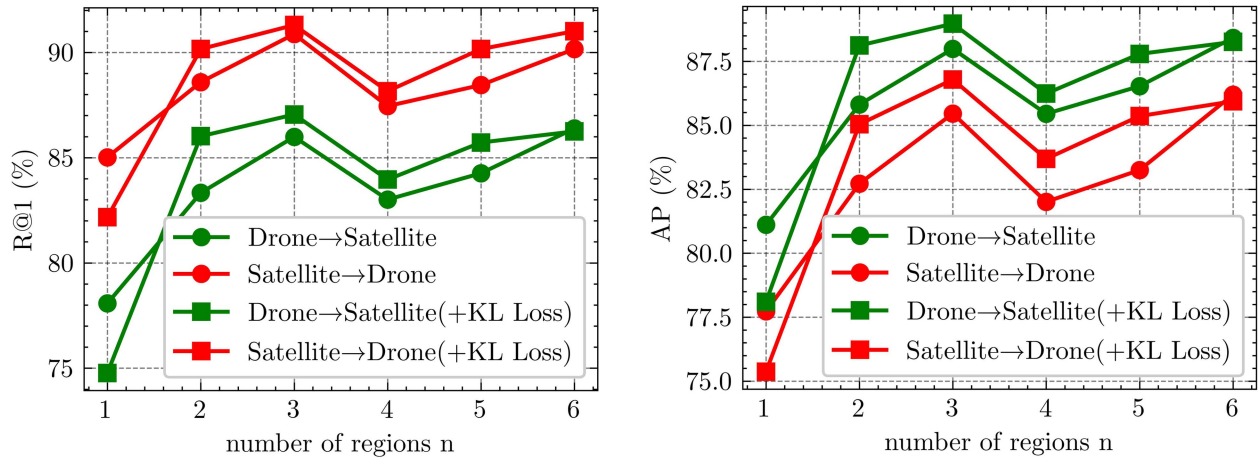 R@1 (%)
90
85
80
75
Drone→Satellite
Satellite→Drone
Drone→Satellite(+KL Loss)
Satellite→Drone(+KL Loss)
1 2 3 4 5 6
number of regions n
AP (%)
87.5
85.0
82.5
80.0
77.5
75.0
Drone→Satellite
Satellite→Drone
Drone→Satellite(+KL Loss)
Satellite→Drone(+KL Loss)
1 2 3 4 5 6
number of regions n